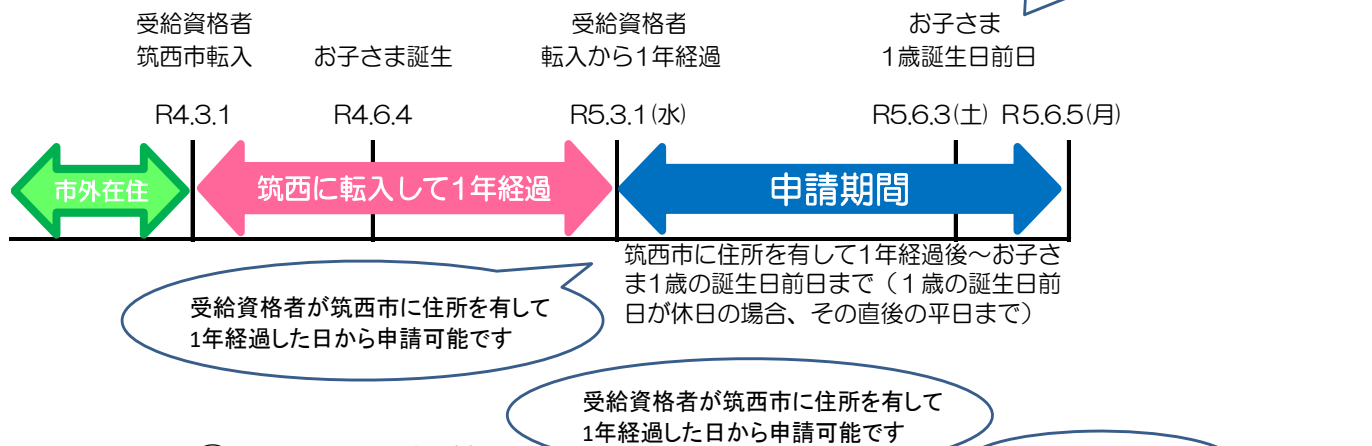 受給資格者
筑西市転入
お子さま誕生
受給資格者
転入から1年経過
お子さま
1歳誕生日前日
R4.3.1
R4.6.4
R5.3.1(水)
R5.6.3(土)
R5.6.5(月)
市外在住
筑西に転入して1年経過
申請期間
筑西市に住所を有して1年経過後～お子さ
ま1歳の誕生日前日まで（１歳の誕生日前
日が休日の場合、その直後の平日まで）
受給資格者が筑西市に住所を有して
1年経過した日から申請可能です
受給資格者が筑西市に住所を有して
1年経過した日から申請可能です